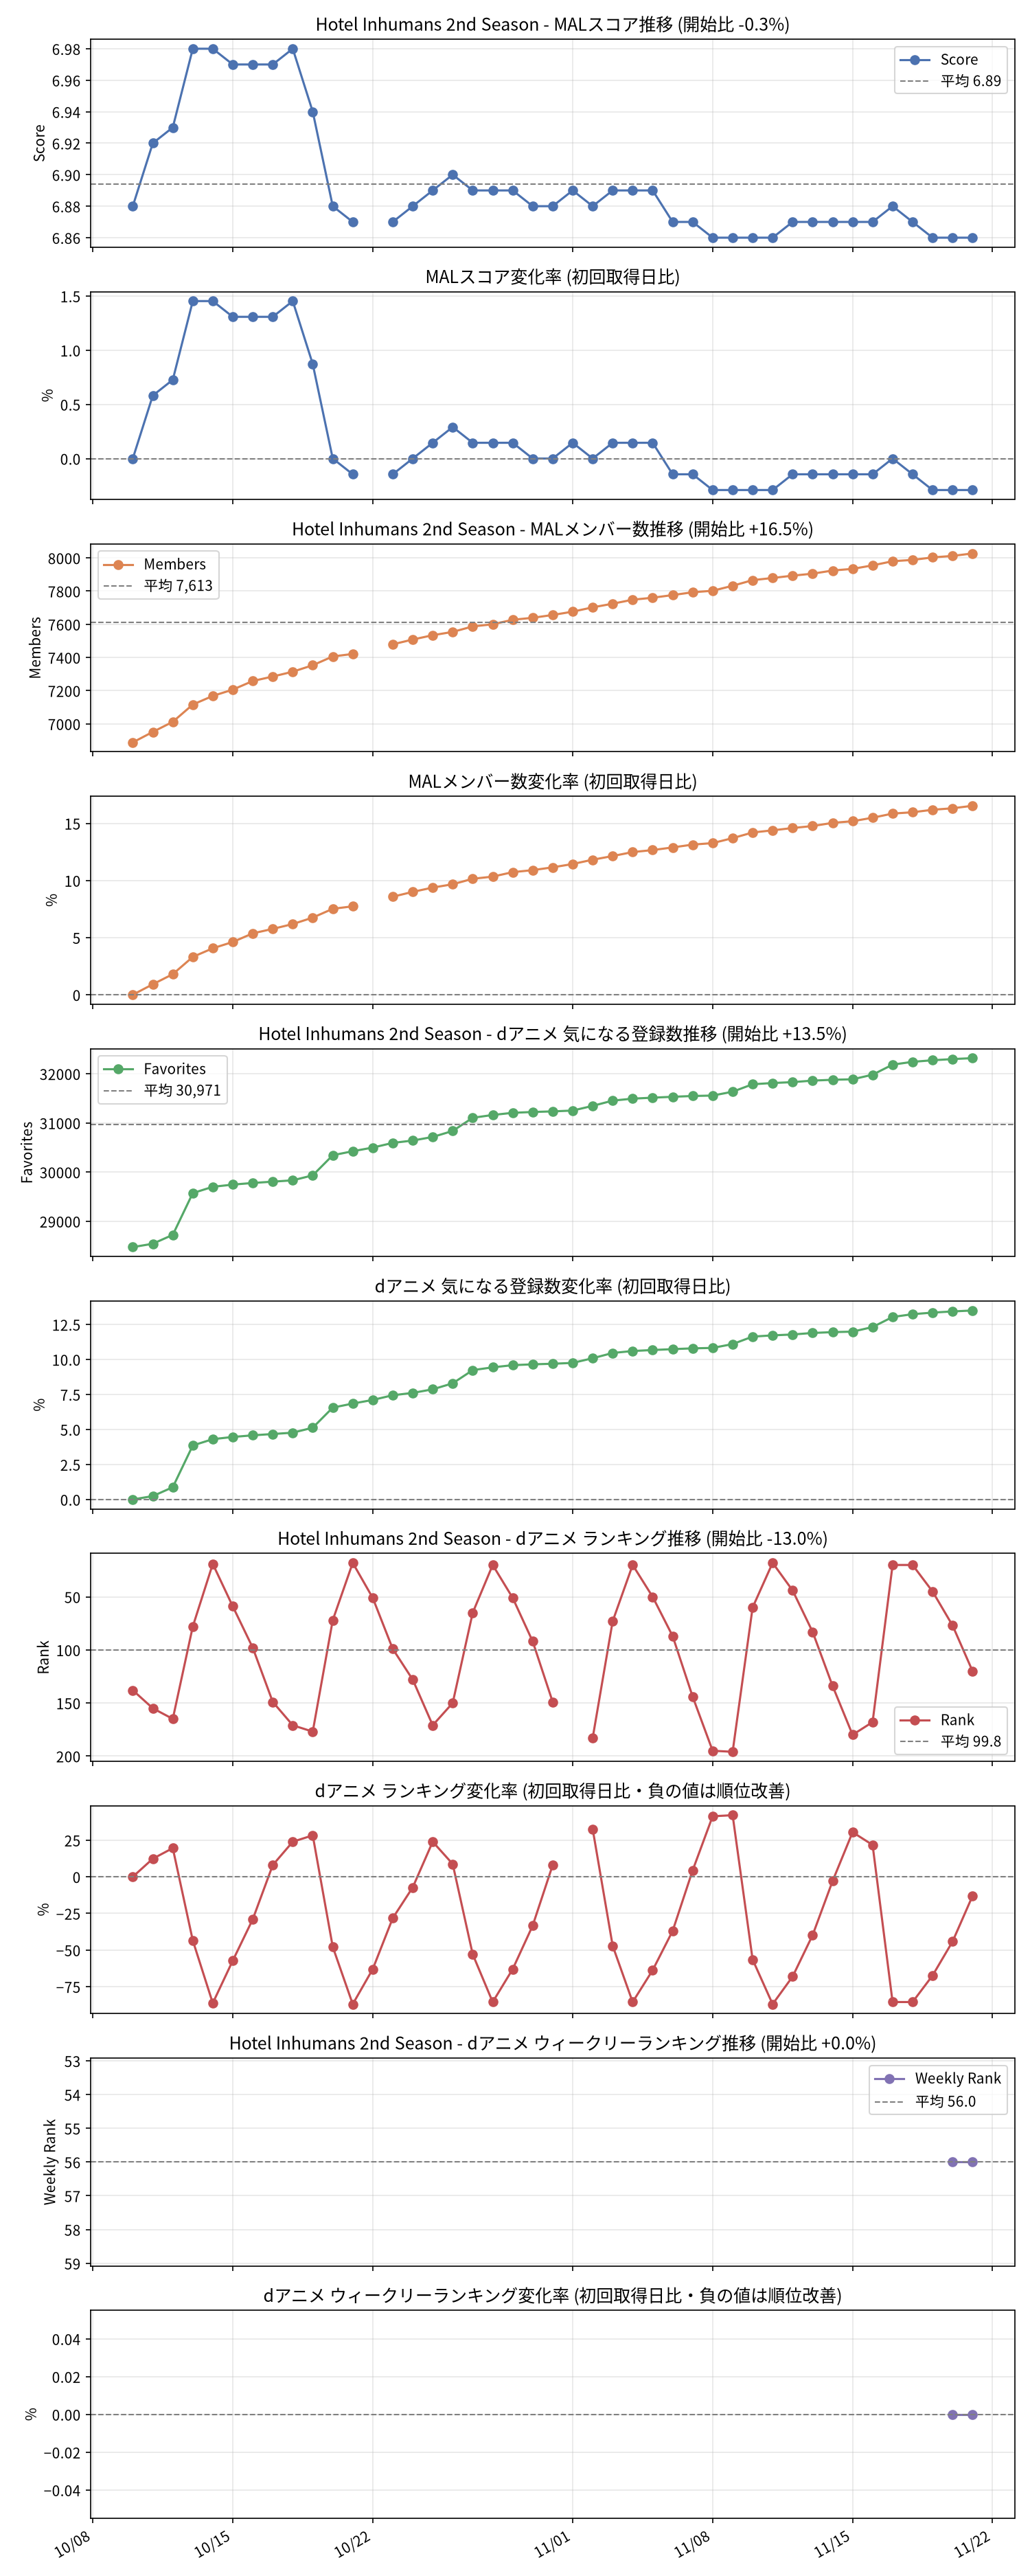 Hotel Inhumans 2nd Season - MALスコア推移 (開始比 -0.3%)
6.98
6.96
6.94
6.92
6.90
6.88
6.86
Score
Score
平均 6.89
MALスコア変化率 (初回取得日比)
1.5
1.0
0.5
0.0
%
Hotel Inhumans 2nd Season - MALメンバー数推移 (開始比 +16.5%)
8000
7800
7600
7400
7200
7000
Members
Members
平均 7,613
MALメンバー数変化率 (初回取得日比)
15
10
5
0
%
Hotel Inhumans 2nd Season - dアニメ 気になる登録数推移 (開始比 +13.5%)
32000
31000
30000
29000
Favorites
Favorites
平均 30,971
dアニメ 気になる登録数変化率 (初回取得日比)
12.5
10.0
7.5
5.0
2.5
0.0
%
Hotel Inhumans 2nd Season - dアニメ ランキング推移 (開始比 -13.0%)
50
100
150
200
Rank
Rank
平均 99.8
dアニメ ランキング変化率 (初回取得日比・負の値は順位改善)
25
0
−25
−50
−75
%
Hotel Inhumans 2nd Season - dアニメ ウィークリーランキング推移 (開始比 +0.0%)
53
54
55
56
57
58
59
Weekly Rank
Weekly Rank
平均 56.0
dアニメ ウィークリーランキング変化率 (初回取得日比・負の値は順位改善)
0.04
0.02
0.00
−0.02
−0.04
%
10/08
10/15
10/22
11/01
11/08
11/15
11/22